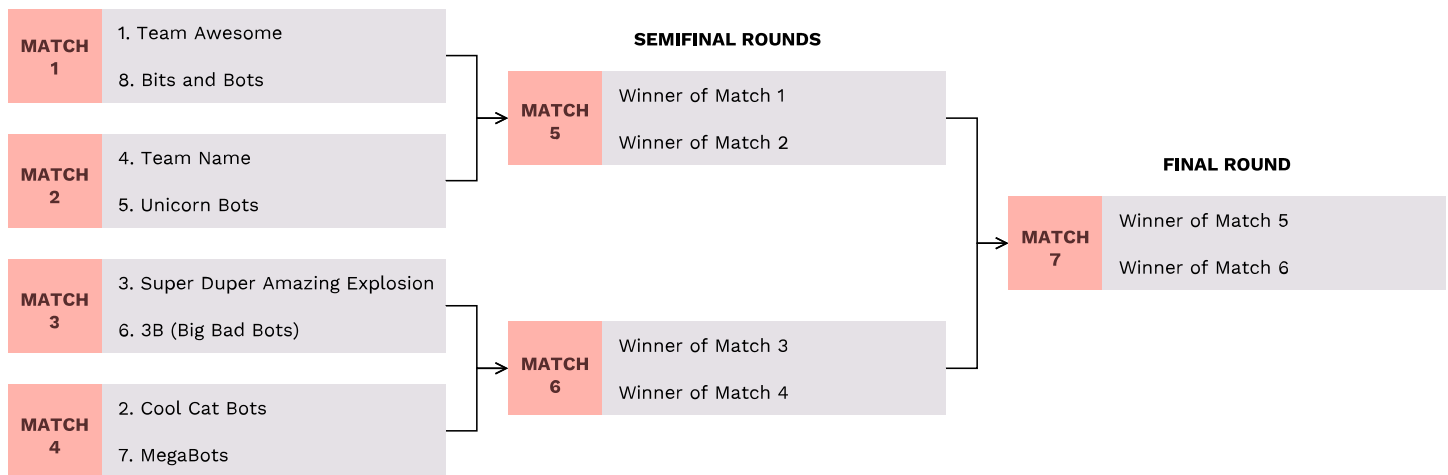 MATCH
1
1. Team Awesome
8. Bits and Bots
MATCH
2
4. Team Name
5. Unicorn Bots
MATCH
3
3. Super Duper Amazing Explosion
6. 3B (Big Bad Bots)
MATCH
4
2. Cool Cat Bots
7. MegaBots
SEMIFINAL ROUNDS
MATCH
5
Winner of Match 1
Winner of Match 2
MATCH
6
Winner of Match 3
Winner of Match 4
FINAL ROUND
MATCH
7
Winner of Match 5
Winner of Match 6